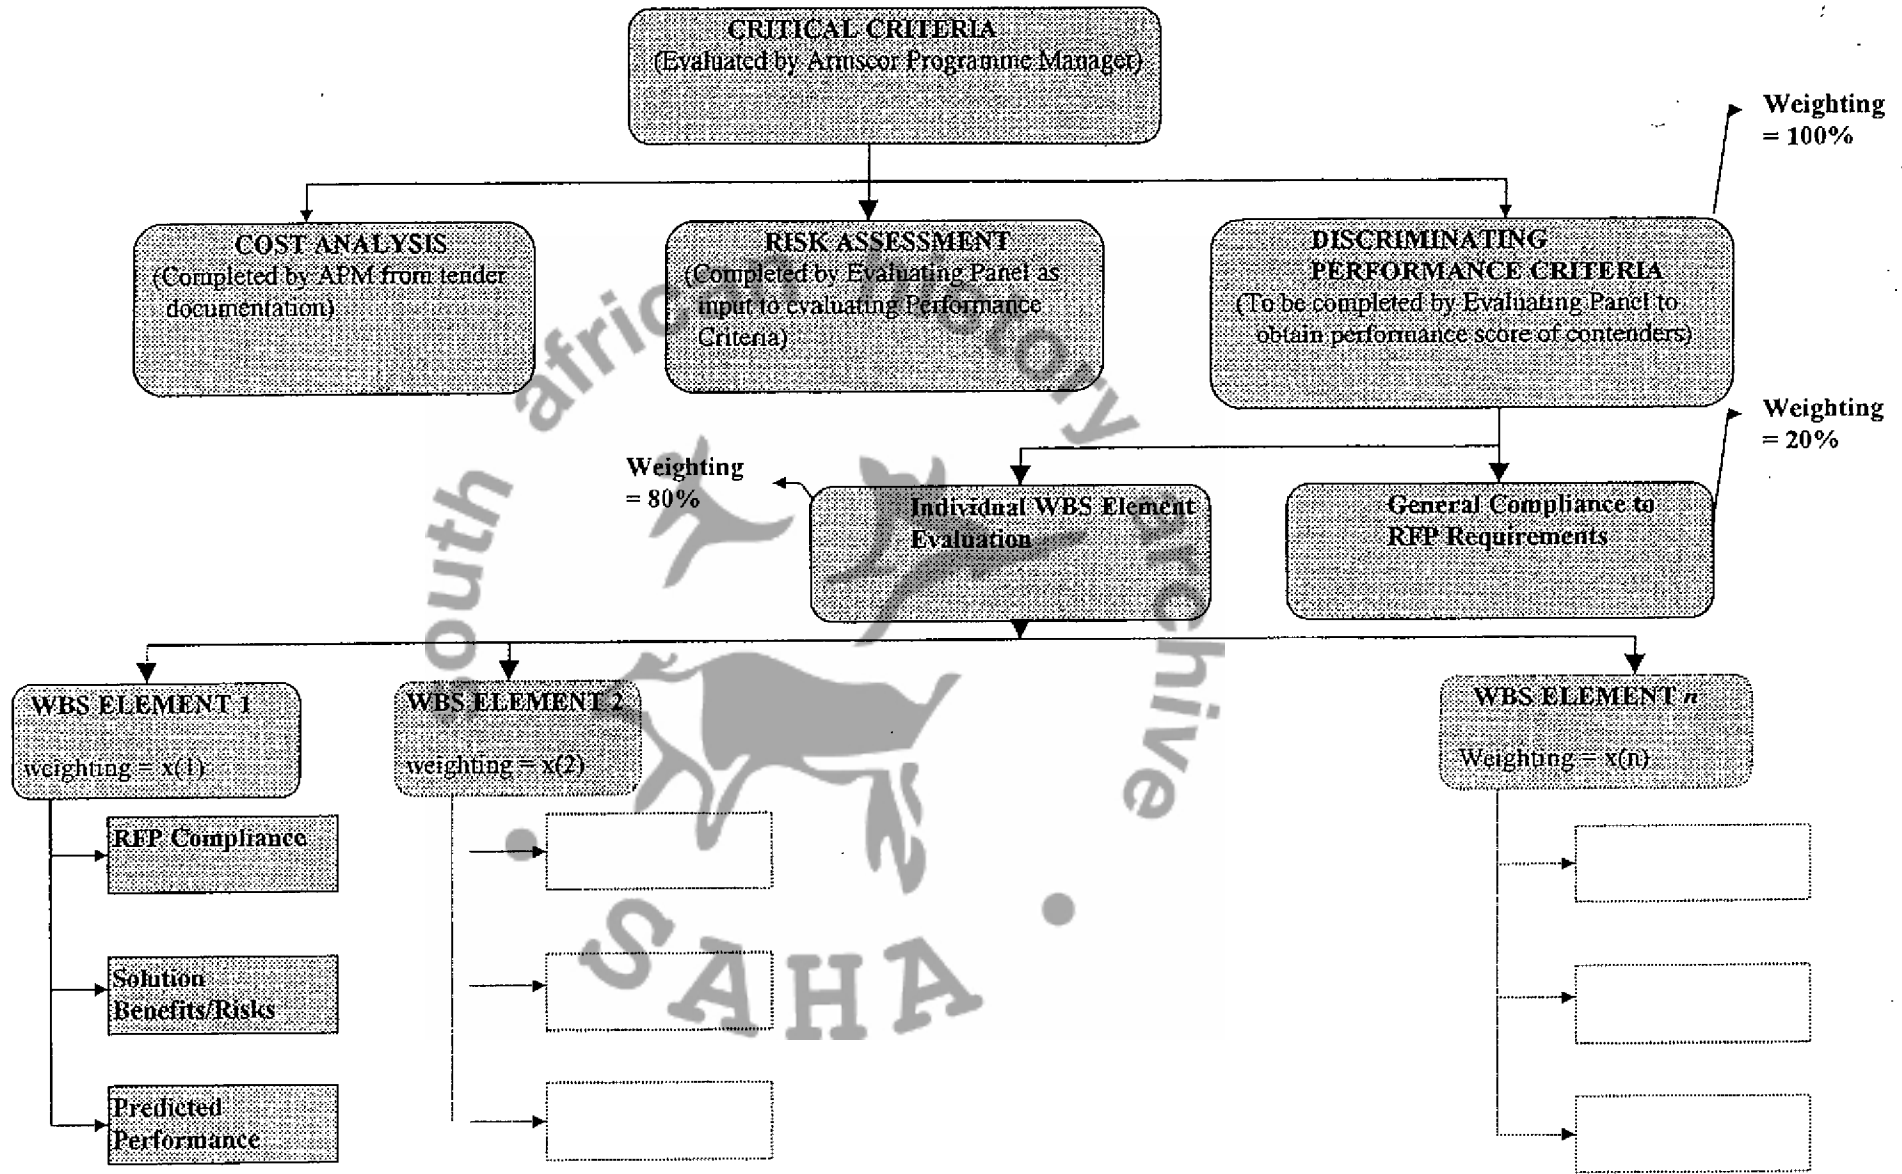 CRITICAL CRITERIA
(Evaluated by Armscor Programme Manager)
Weighting
= 100%
COST ANALYSIS
(Completed by APM from tender
documentation)
RISK ASSESSMENT
(Completed by Evaluating Panel as
input to evaluating Performance
Criteria)
DISCRIMINATING
PERFORMANCE CRITERIA
(To be completed by Evaluating Panel to
obtain performance score of contenders)
Weighting
= 20%
Weighting
= 80%
Individual WBS Element
Evaluation
General Compliance to
RFP Requirements
WBS ELEMENT 1
weighting = x(1)
WBS ELEMENT 2
weighting = x(2)
WBS ELEMENT n
Weighting = x(n)
RFP Compliance
Solution
Benefits/Risks
Predicted
Performance
south african history archive
• SAHA •